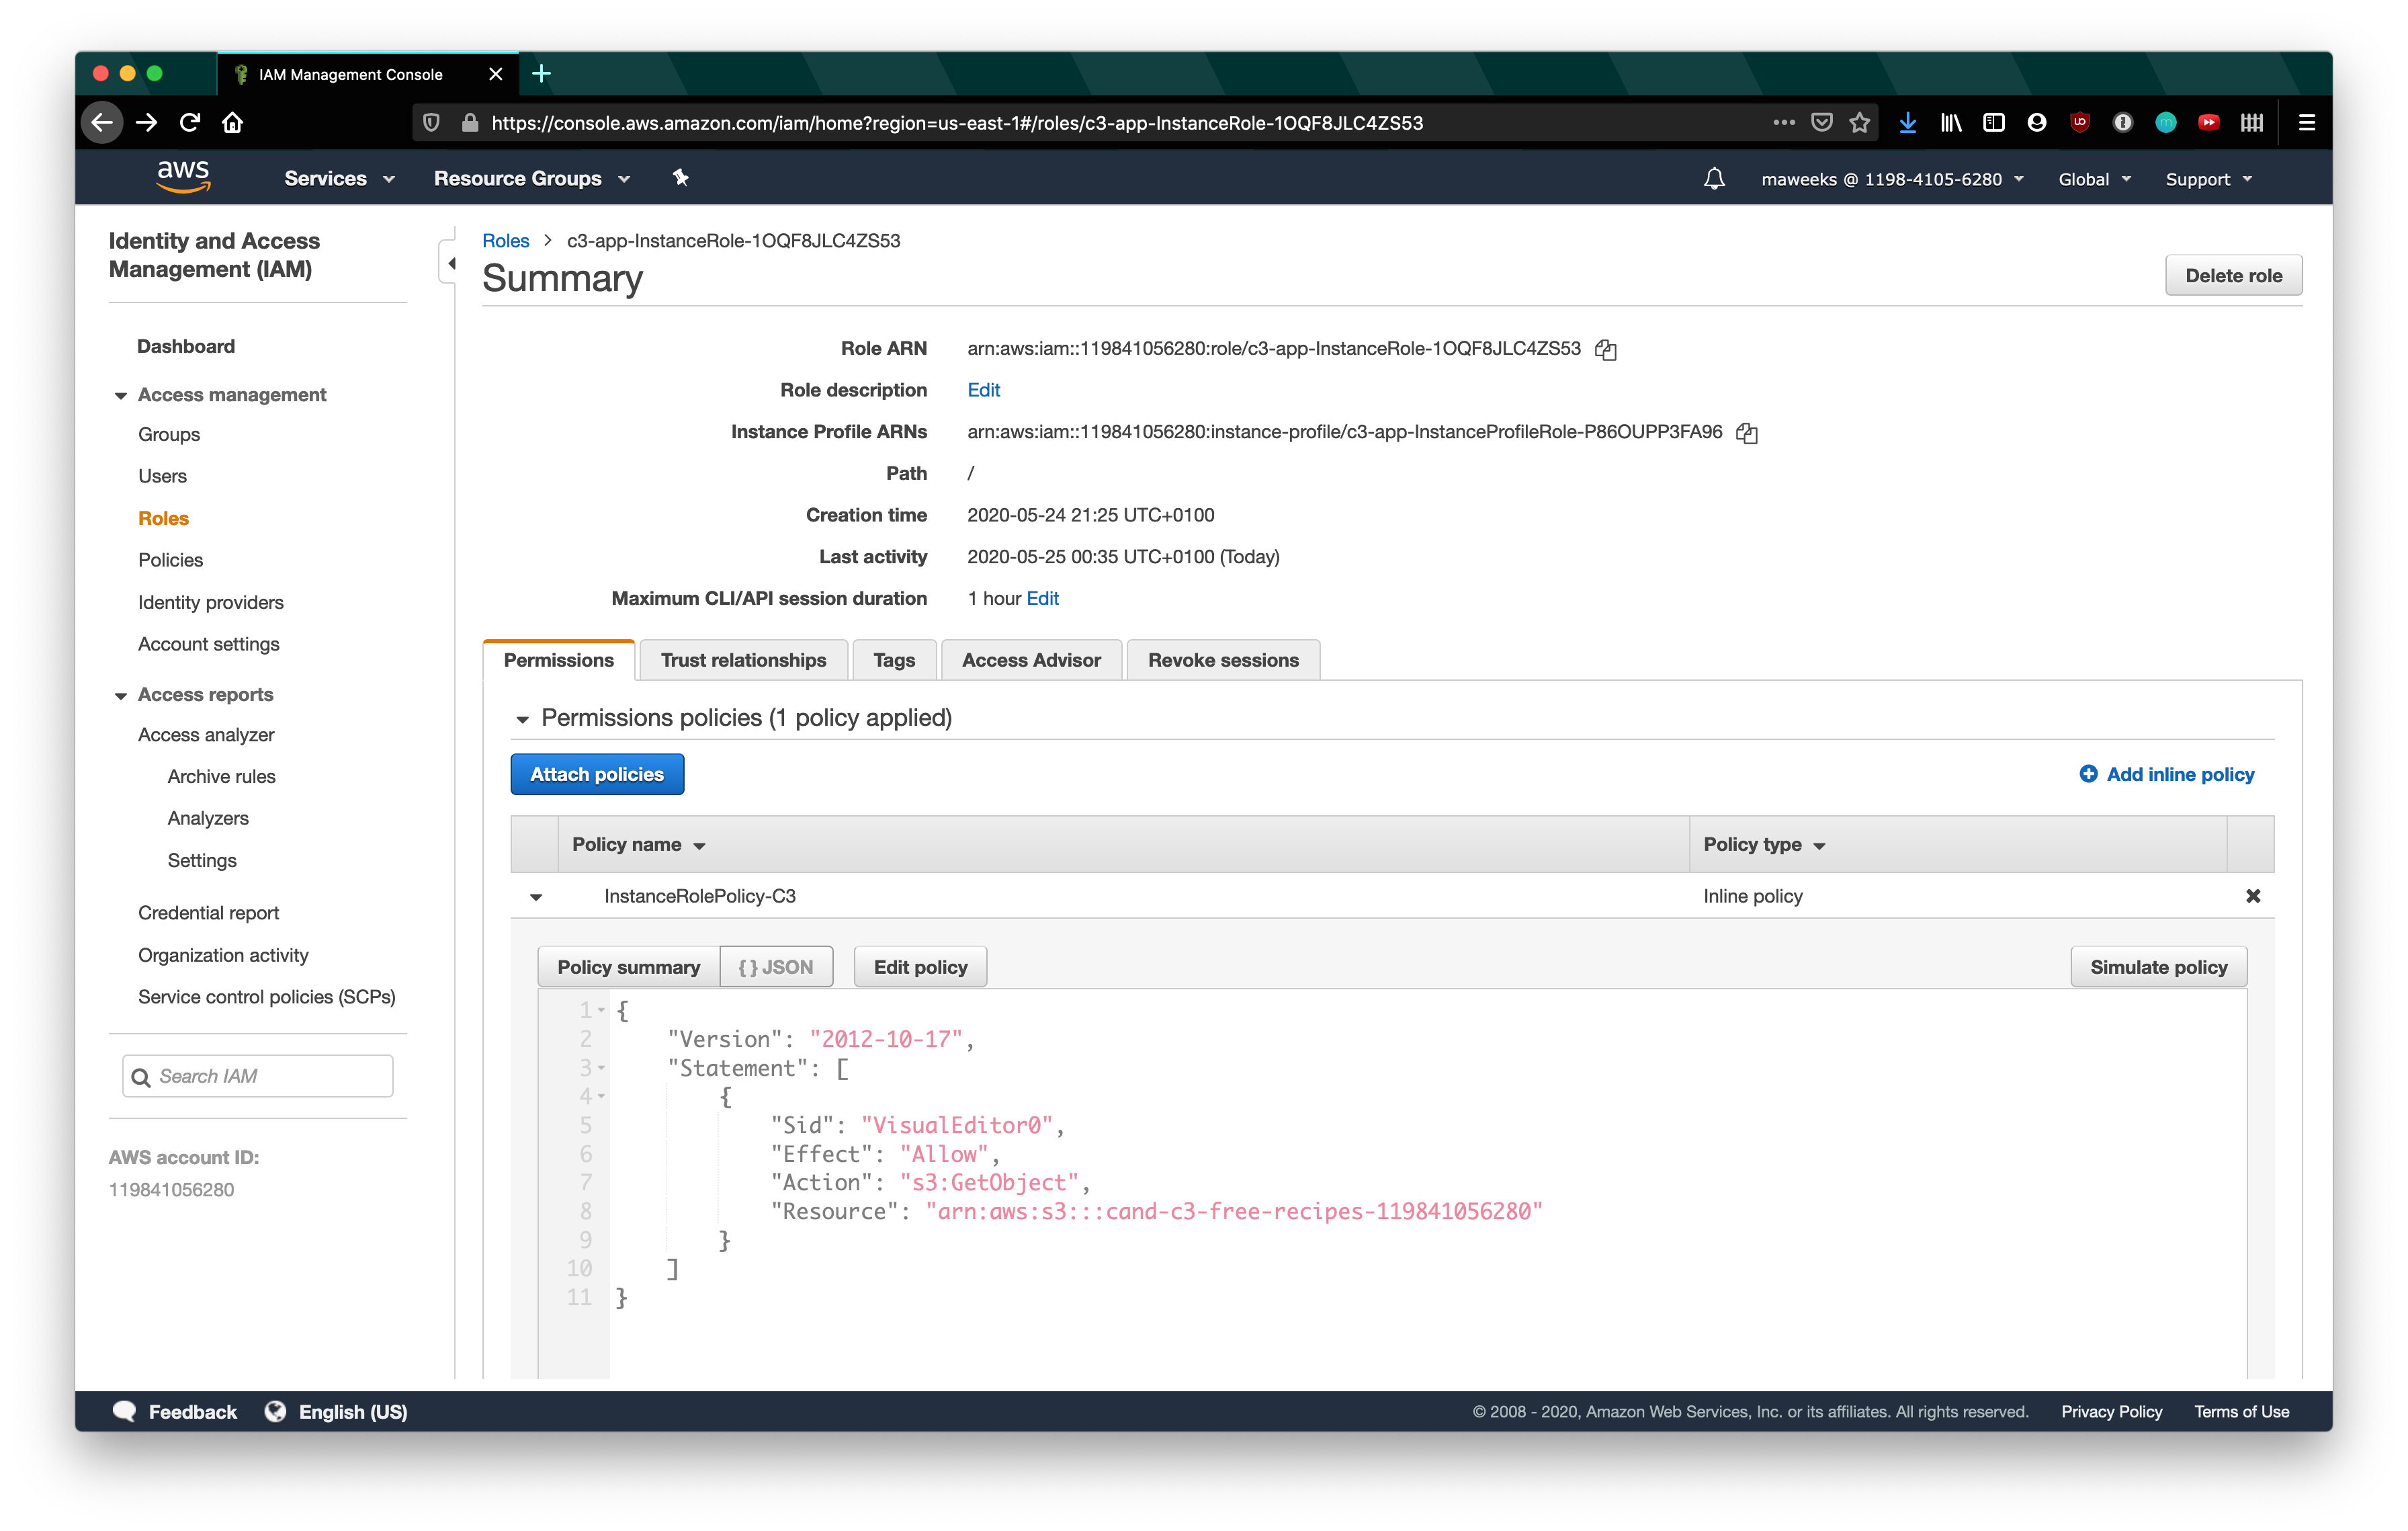 IAM Management Console
https://console.aws.amazon.com/iam/home?region=us-east-1#/roles/c3-app-InstanceRole-1OQF8JLC4ZS53
aws Services Resource Groups maweeks @ 1198-4105-6280 Global Support
Identity and Access
Management (IAM)
Dashboard
Access management
Groups
Users
Roles
Policies
Identity providers
Account settings
Access reports
Access analyzer
Archive rules
Analyzers
Settings
Credential report
Organization activity
Service control policies (SCPs)
Search IAM
AWS account ID:
119841056280
Roles > c3-app-InstanceRole-1OQF8JLC4ZS53
Summary
Delete role
Role ARN arn:aws:iam::119841056280:role/c3-app-InstanceRole-1OQF8JLC4ZS53
Role description Edit
Instance Profile ARNs arn:aws:iam::119841056280:instance-profile/c3-app-InstanceProfileRole-P86OUPP3FA96
Path /
Creation time 2020-05-24 21:25 UTC+0100
Last activity 2020-05-25 00:35 UTC+0100 (Today)
Maximum CLI/API session duration 1 hour Edit
Permissions Trust relationships Tags Access Advisor Revoke sessions
Permissions policies (1 policy applied)
Attach policies Add inline policy
Policy name Policy type
InstanceRolePolicy-C3 Inline policy
Policy summary { } JSON Edit policy Simulate policy
1 {
2 "Version": "2012-10-17",
3 "Statement": [
4 {
5 "Sid": "VisualEditor0",
6 "Effect": "Allow",
7 "Action": "s3:GetObject",
8 "Resource": "arn:aws:s3:::cand-c3-free-recipes-119841056280"
9 }
10 ]
11 }
Feedback English (US) © 2008 - 2020, Amazon Web Services, Inc. or its affiliates. All rights reserved. Privacy Policy Terms of Use